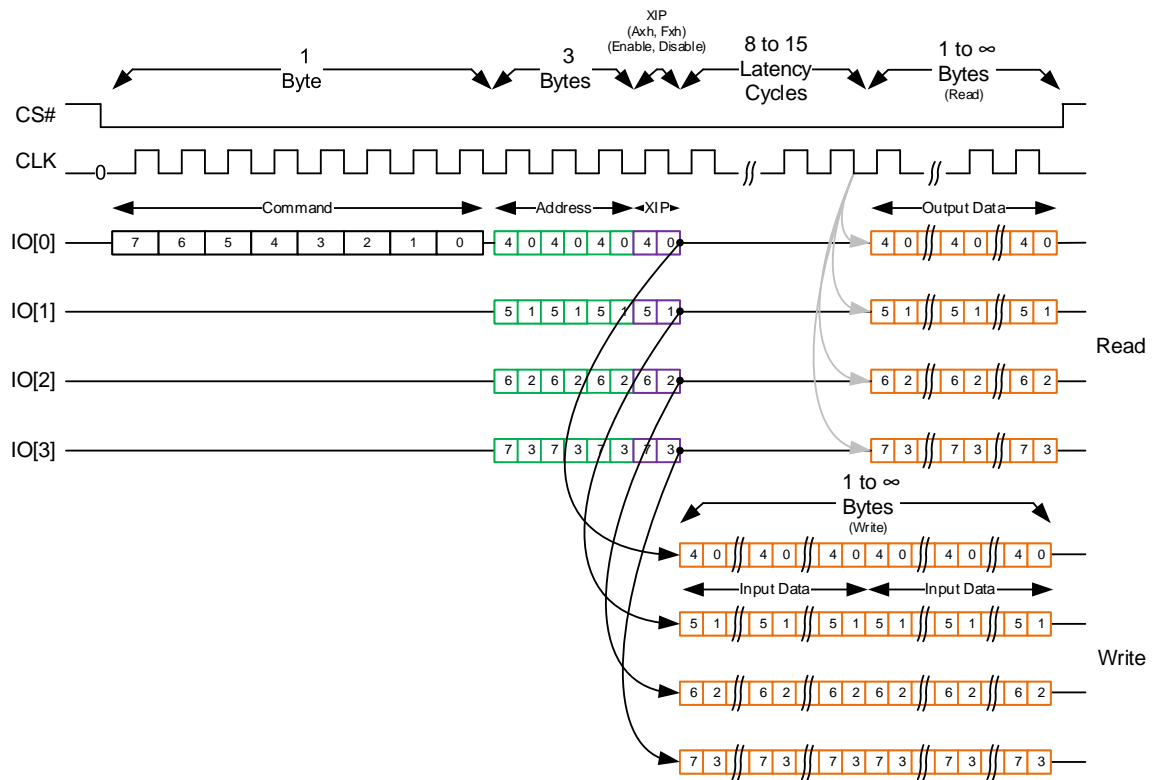 XIP
(Axh, Fxh)
(Enable, Disable)
1
Byte
3
Bytes
8 to 15
Latency
Cycles
1 to ∞
Bytes
(Read)
CS#
CLK
0
Command
Address
XIP
Output Data
IO[0]
7 6 5 4 3 2 1 0 4 0 4 0 4 0 4 0 4 0 4 0 4 0
IO[1]
5 1 5 1 5 1 5 1 5 1 5 1 5 1
Read
IO[2]
6 2 6 2 6 2 6 2 6 2 6 2 6 2
IO[3]
7 3 7 3 7 3 7 3 7 3 7 3 7 3
1 to ∞
Bytes
(Write)
4 0 4 0 4 0 4 0 4 0 4 0
Input Data Input Data
5 1 5 1 5 1 5 1 5 1 5 1
Write
6 2 6 2 6 2 6 2 6 2 6 2
7 3 7 3 7 3 7 3 7 3 7 3